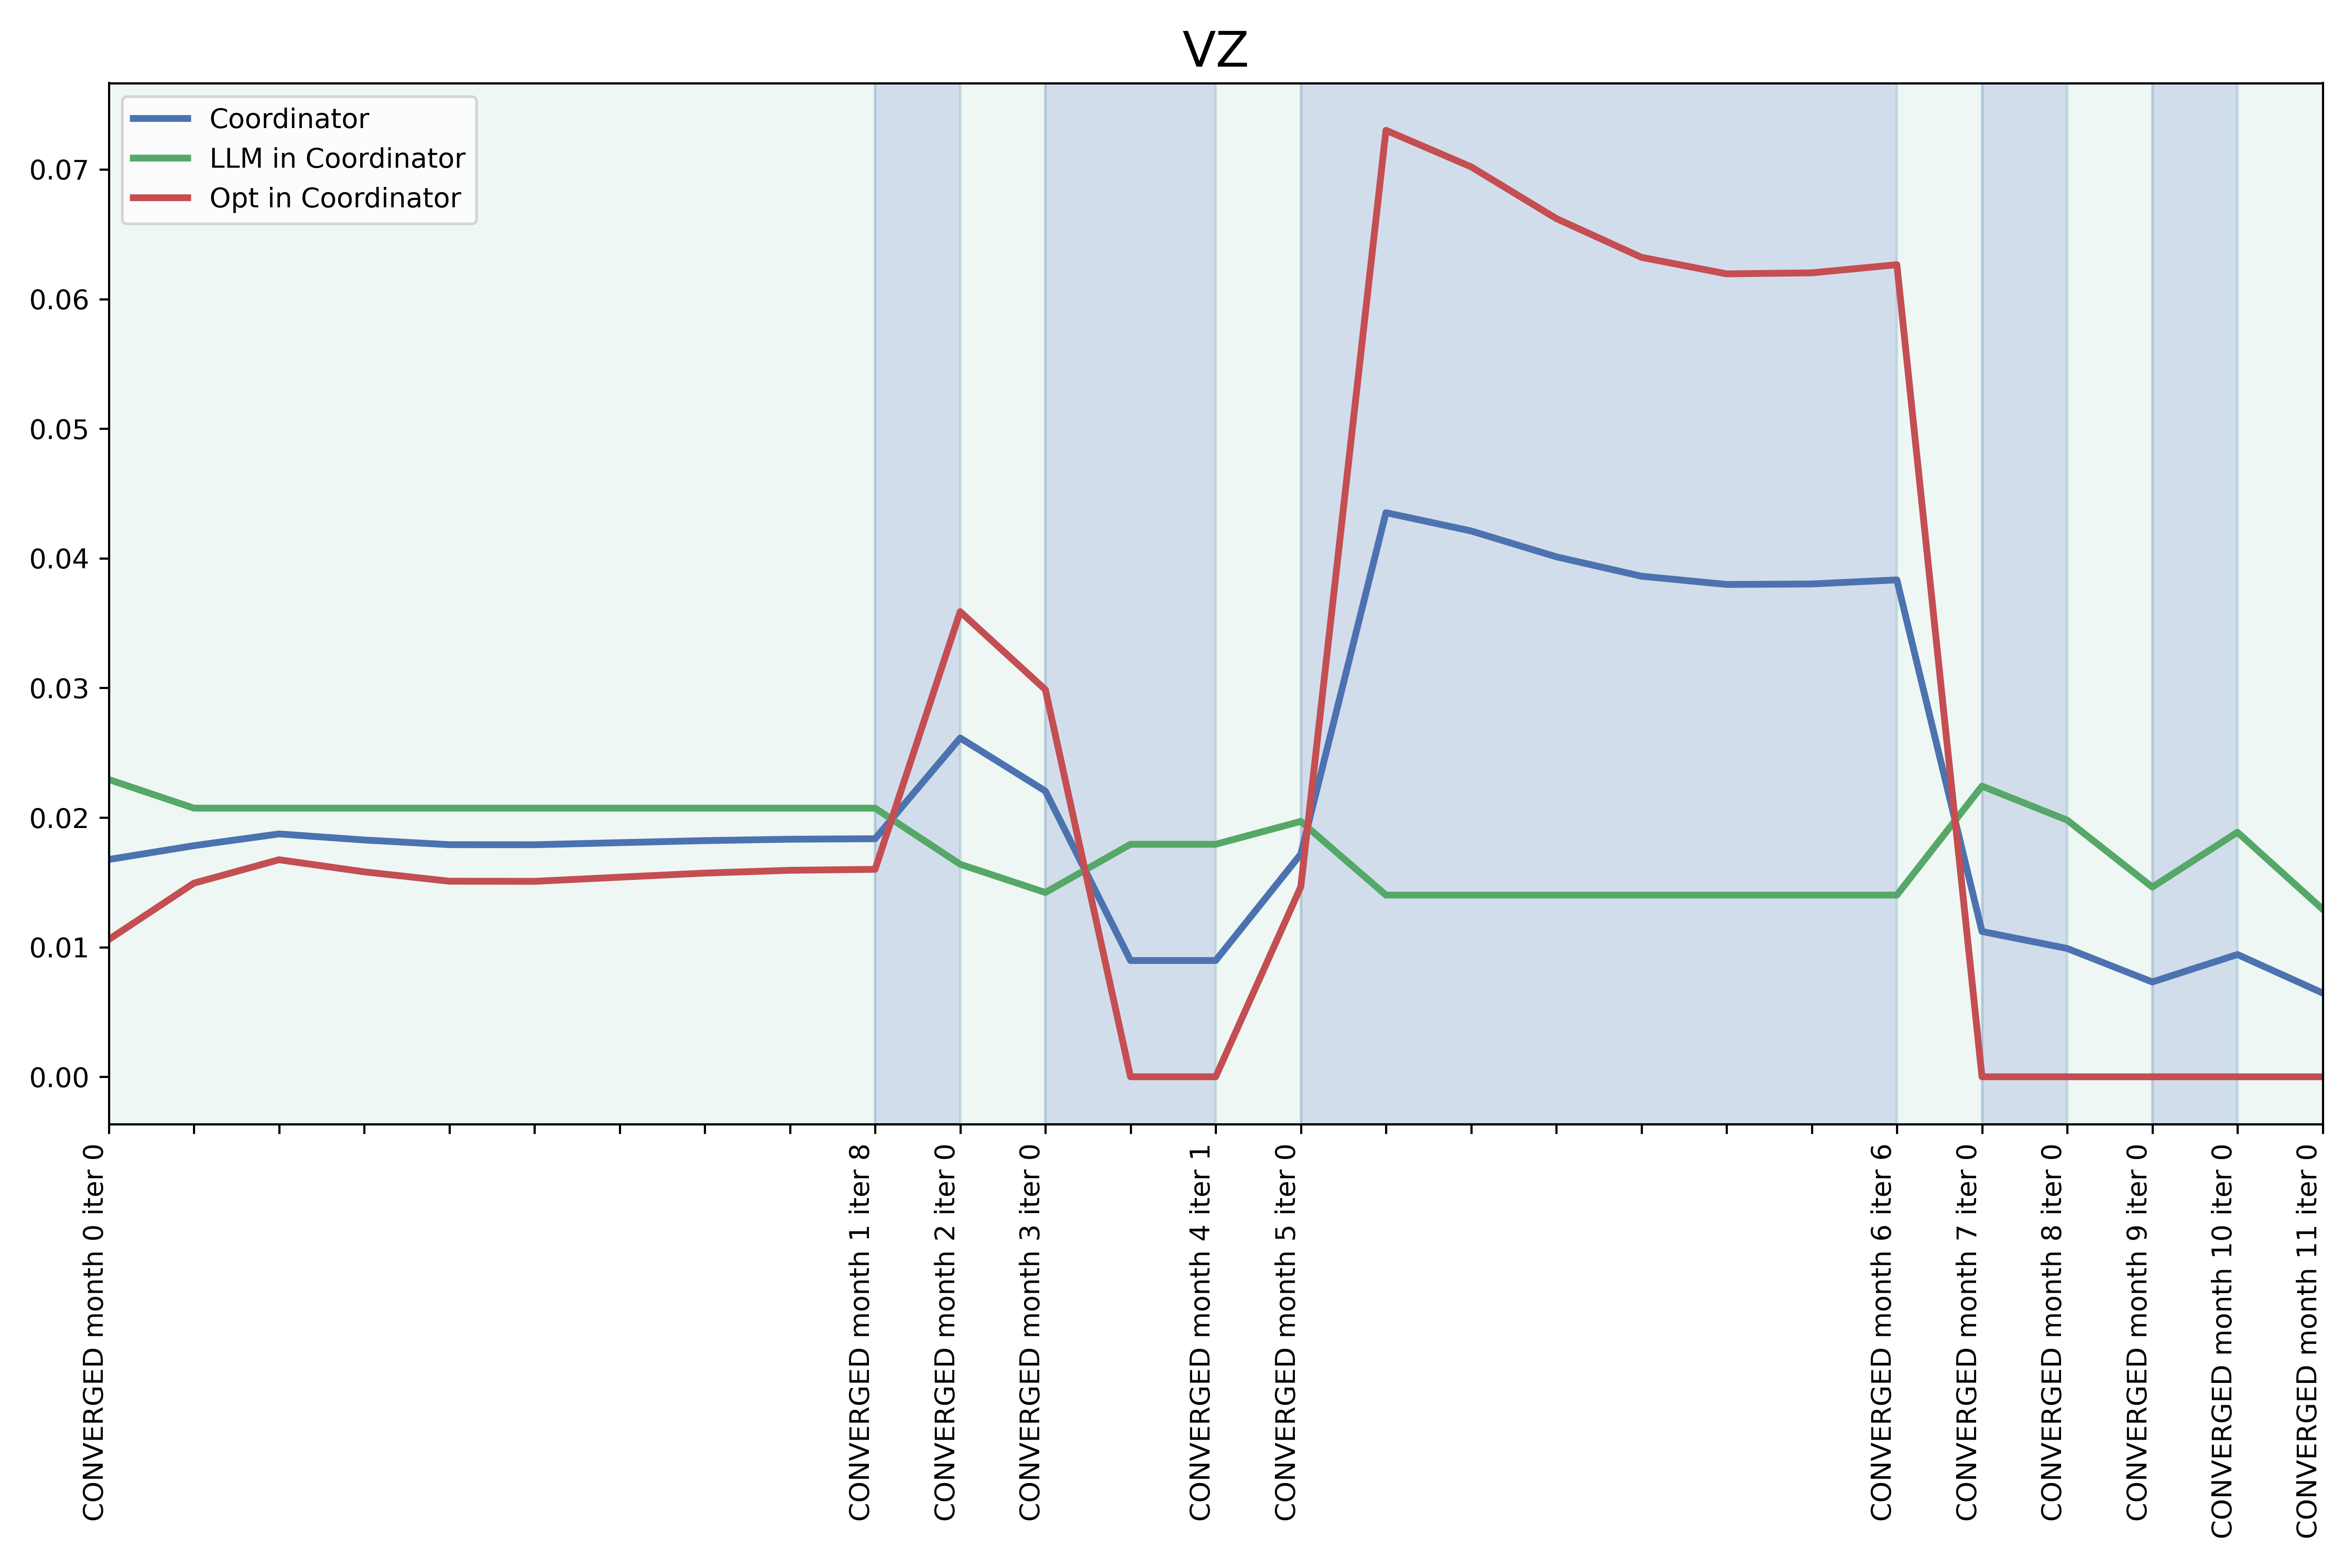 VZ
Coordinator
LLM in Coordinator
Opt in Coordinator
0.07
0.06
0.05
0.04
0.03
0.02
0.01
0.00
CONVERGED month 0 iter 0
CONVERGED month 1 iter 8
CONVERGED month 2 iter 0
CONVERGED month 3 iter 0
CONVERGED month 4 iter 1
CONVERGED month 5 iter 0
CONVERGED month 6 iter 6
CONVERGED month 7 iter 0
CONVERGED month 8 iter 0
CONVERGED month 9 iter 0
CONVERGED month 10 iter 0
CONVERGED month 11 iter 0